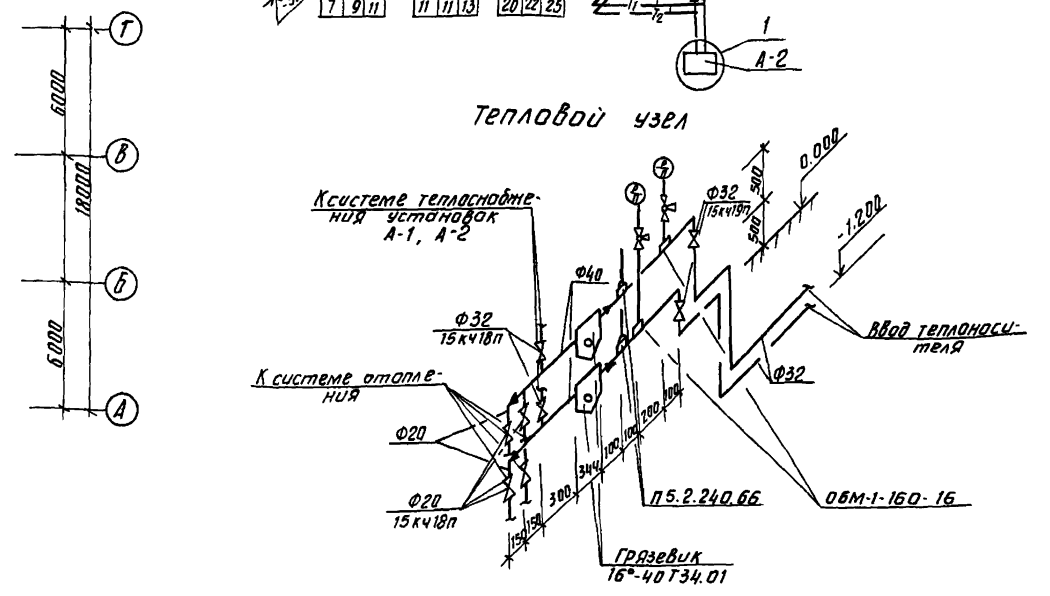 7 9 11
11 11 13
20 22 25
T1
T2
1
А-2
Т
6000
В
18000
Б
6000
А
Тепловой узел
К системе теплоснабже-
ния установок
А-1, А-2
Ф32
15кч19п
500
500
0.000
-1.200
Ф40
Ф32
15кч18п
Ввод теплоноси-
теля
Ф32
К системе отопле-
ния
Ф20
Ф20
15кч18п
150
150
300
344
100
100
200
100
П5.2.240.66
ОБМ-1-160-16
Грязевик
16°-40 Т34.01